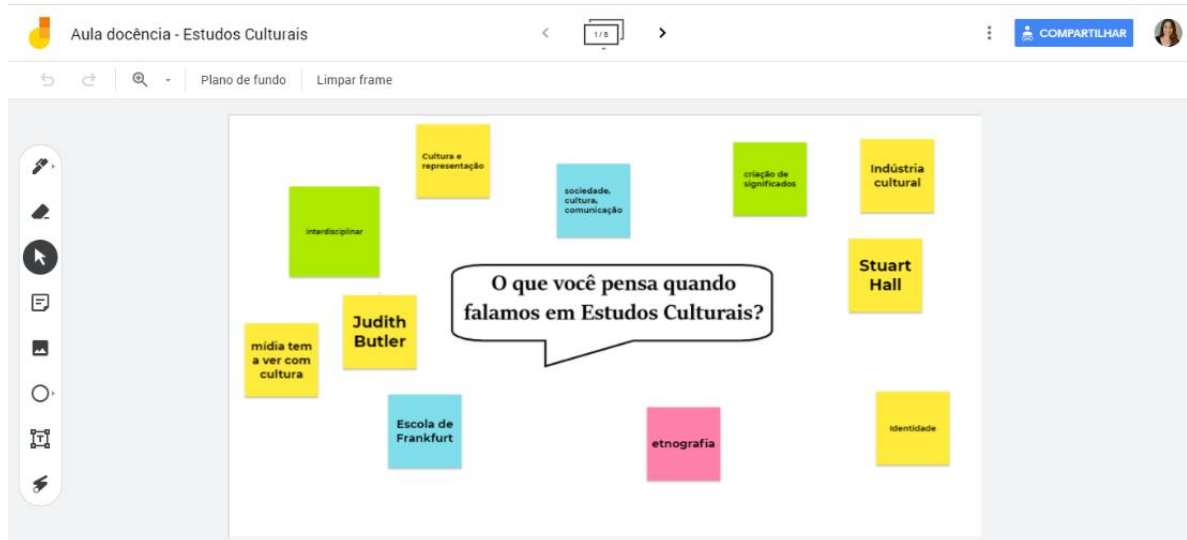 Aula docência - Estudos Culturais
1/8
COMPARTILHAR
Plano de fundo
Limpar frame
Cultura e
representação
sociedade,
cultura,
comunicação
criação de
significados
Indústria
cultural
interdisciplinar
Stuart
Hall
O que você pensa quando
falamos em Estudos Culturais?
Judith
Butler
mídia tem
a ver com
cultura
Escola de
Frankfurt
etnografia
Identidade